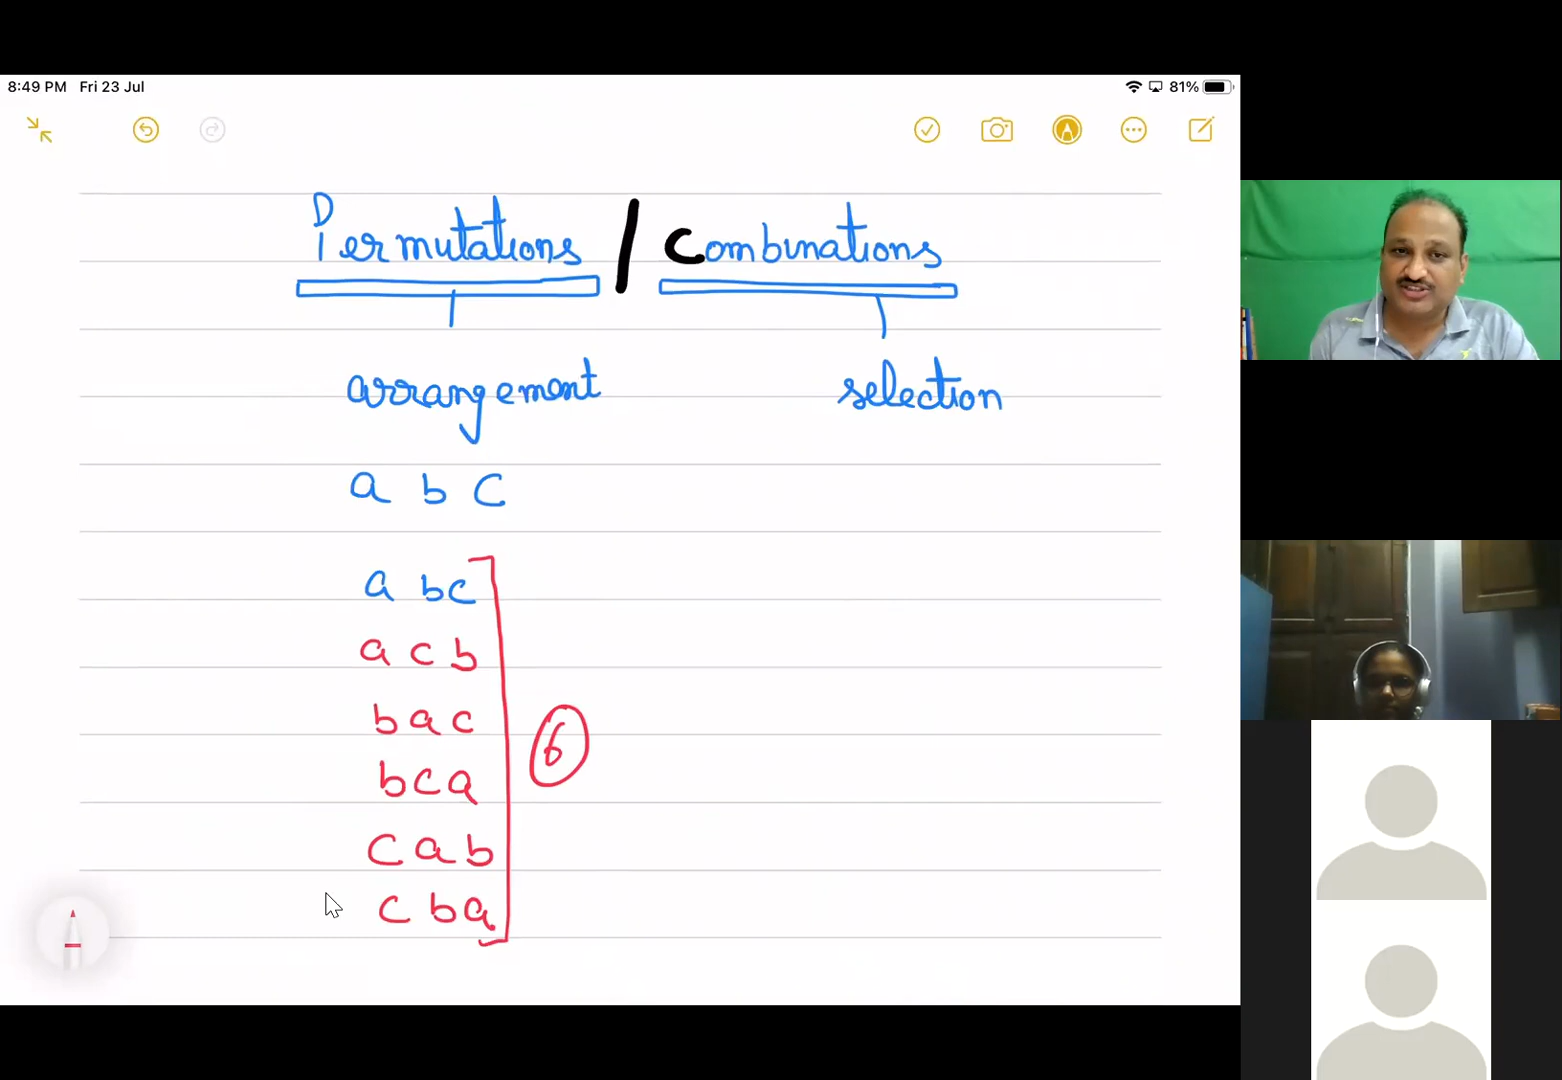 8:49 PM Fri 23 Jul 81%
Permutations / Combinations
arrangement selection
a b c
a bc
a c b
b a c
b c a
c a b
c b a
6